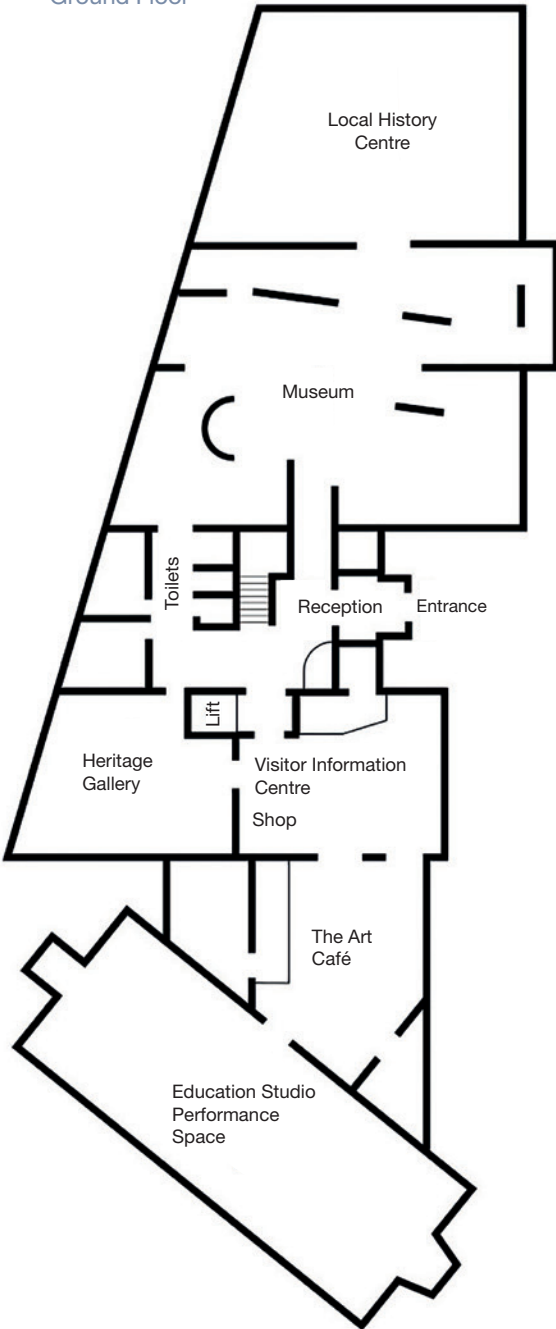 Ground Floor
Local History
Centre
Museum
Toilets
Reception
Entrance
Lift
Heritage
Gallery
Visitor Information
Centre
Shop
The Art
Café
Education Studio
Performance
Space